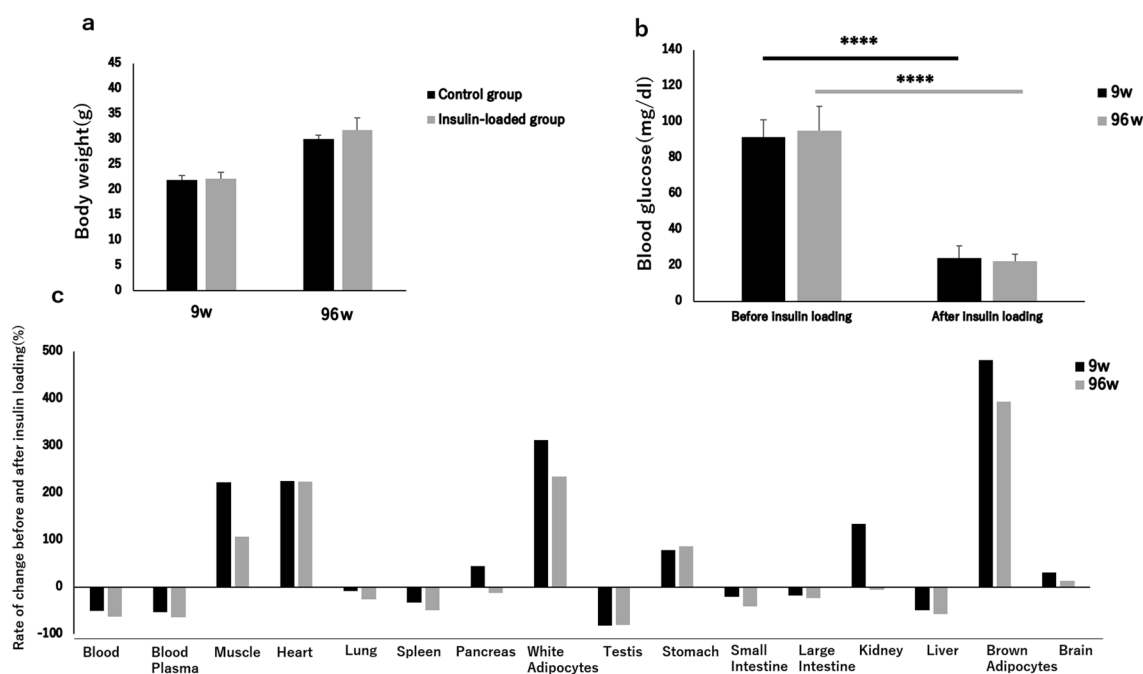 a
Body weight(g)
45
40
35
30
25
20
15
10
5
0
9w
96w
Control group
Insulin-loaded group
b
Blood glucose(mg/dl)
140
120
100
80
60
40
20
0
****
****
Before insulin loading
After insulin loading
9w
96w
c
Rate of change before and after insulin loading(%)
500
400
300
200
100
0
-100
9w
96w
Blood
Blood
Plasma
Muscle
Heart
Lung
Spleen
Pancreas
White
Adipocytes
Testis
Stomach
Small
Intestine
Large
Intestine
Kidney
Liver
Brown
Adipocytes
Brain